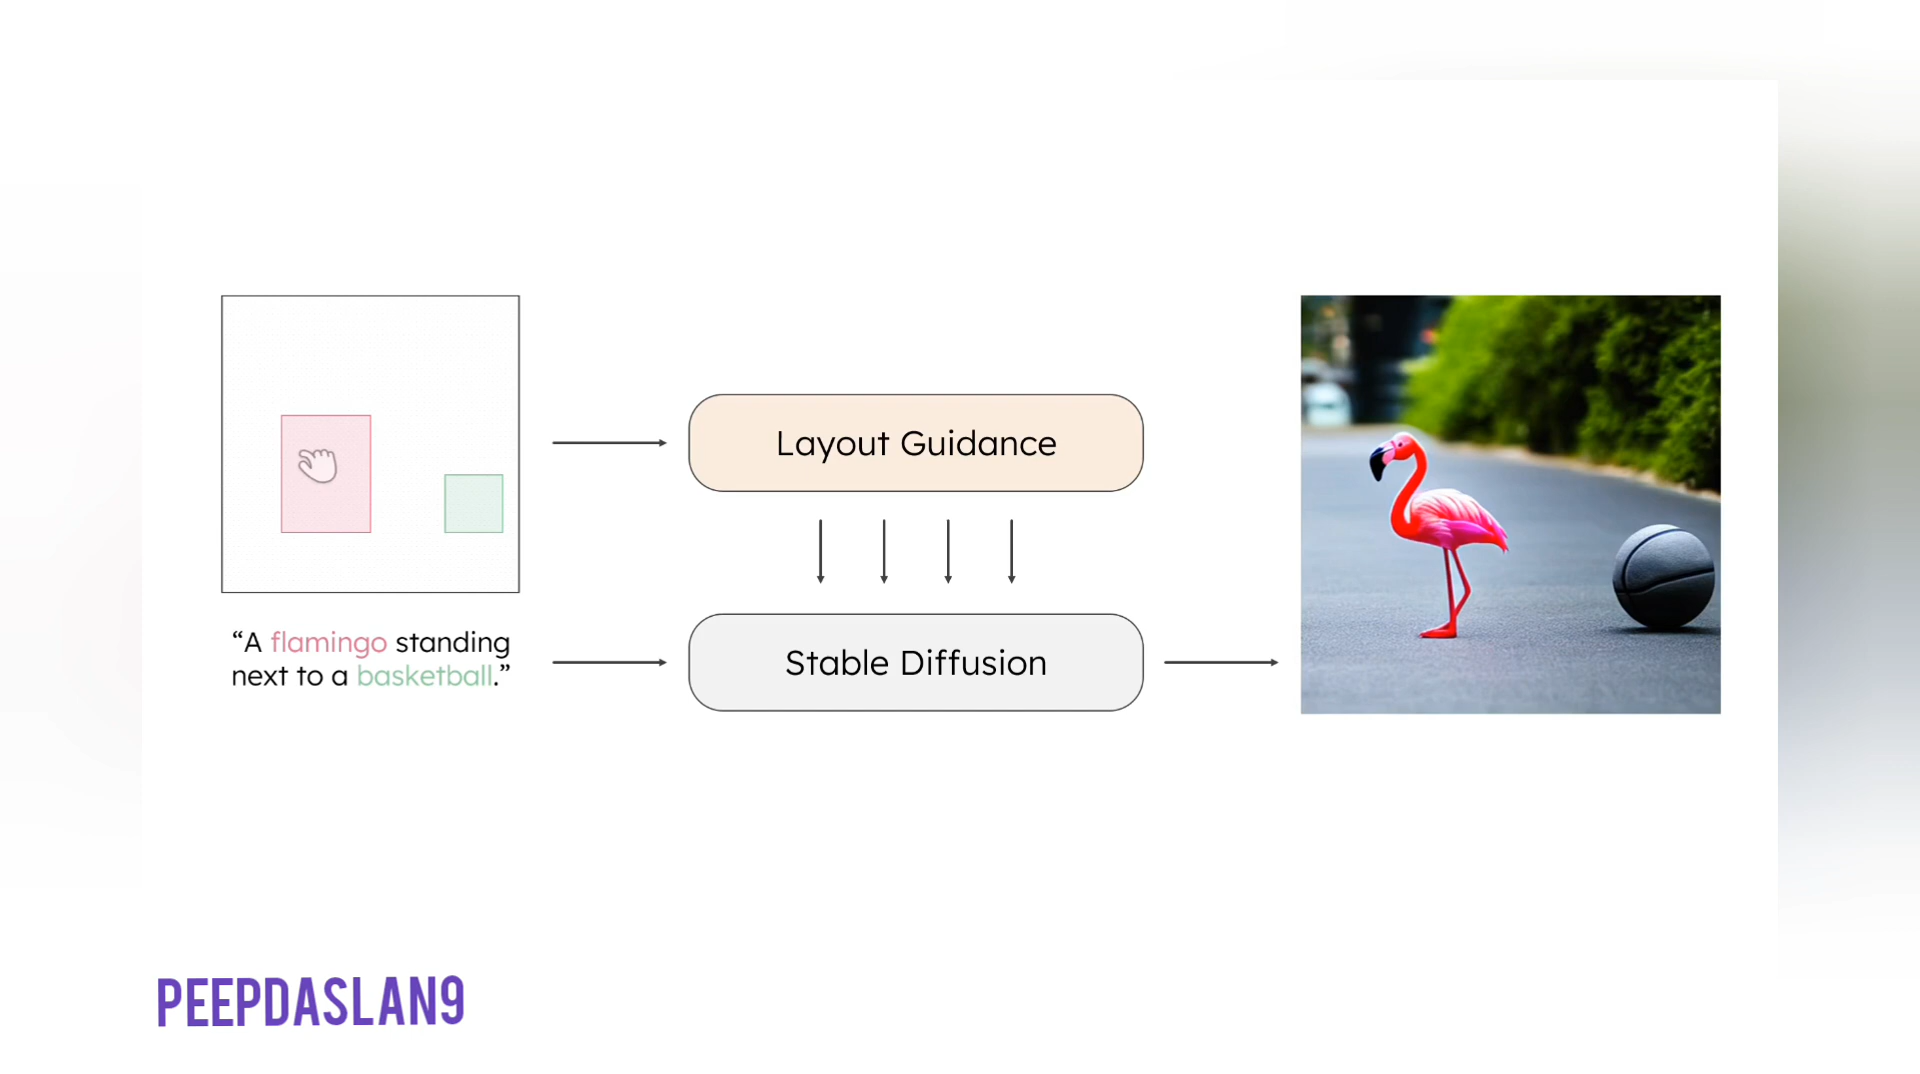 Layout Guidance
“A flamingo standing
next to a basketball.”
Stable Diffusion
PEEPDASLAN9